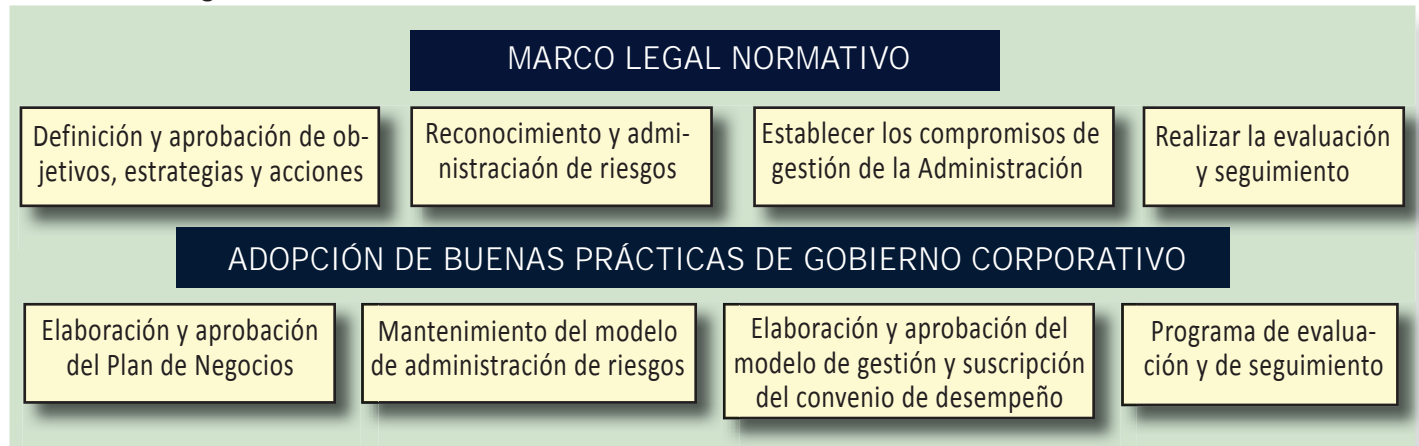 MARCO LEGAL NORMATIVO
Definición y aprobación de ob-
jetivos, estrategias y acciones
Reconocimiento y admi-
nistraciaón de riesgos
Establecer los compromisos de
gestión de la Administración
Realizar la evaluación
y seguimiento
ADOPCIÓN DE BUENAS PRÁCTICAS DE GOBIERNO CORPORATIVO
Elaboración y aprobación
del Plan de Negocios
Mantenimiento del modelo
de administración de riesgos
Elaboración y aprobación del
modelo de gestión y suscripción
del convenio de desempeño
Programa de evalua-
ción y de seguimiento